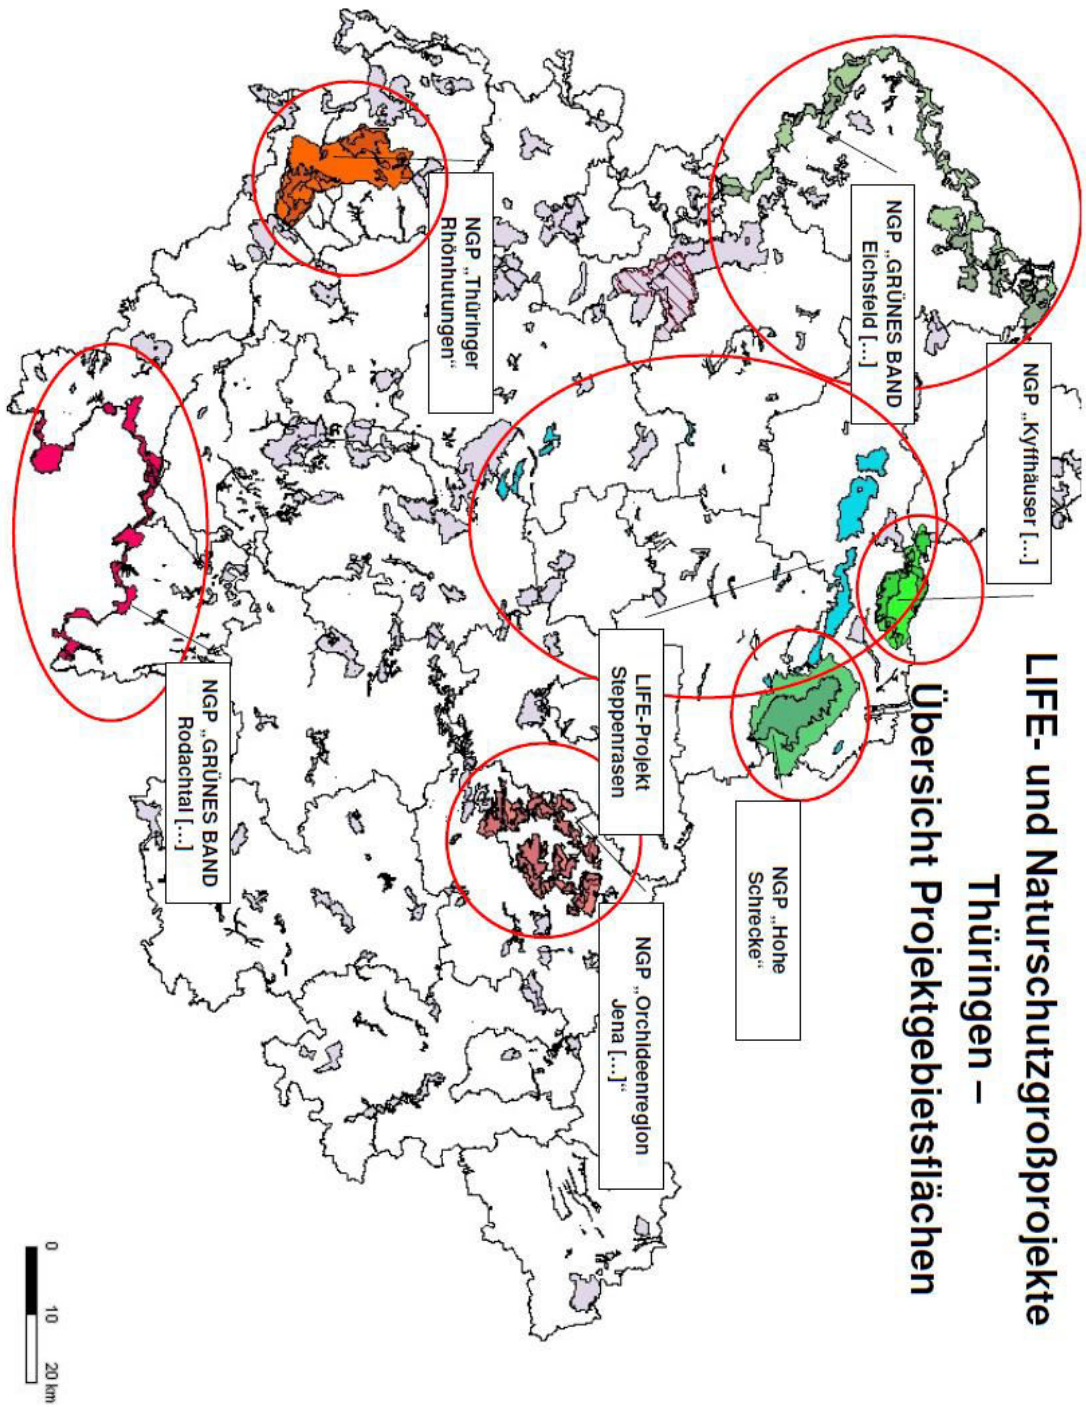 LIFE- und Naturschutzgroßprojekte
Thüringen –
Übersicht Projektgebietsflächen
NGP „Kyffhäuser [...]
NGP „GRÜNES BAND
Eichsfeld [...]
NGP „Hohe
Schrecke“
LIFE-Projekt
Steppenrasen
NGP „Orchideenregion
Jena [...]“
NGP „Thüringer
Rhönhutungen“
NGP „GRÜNES BAND
Rodachtal [...]
0 10 20 km